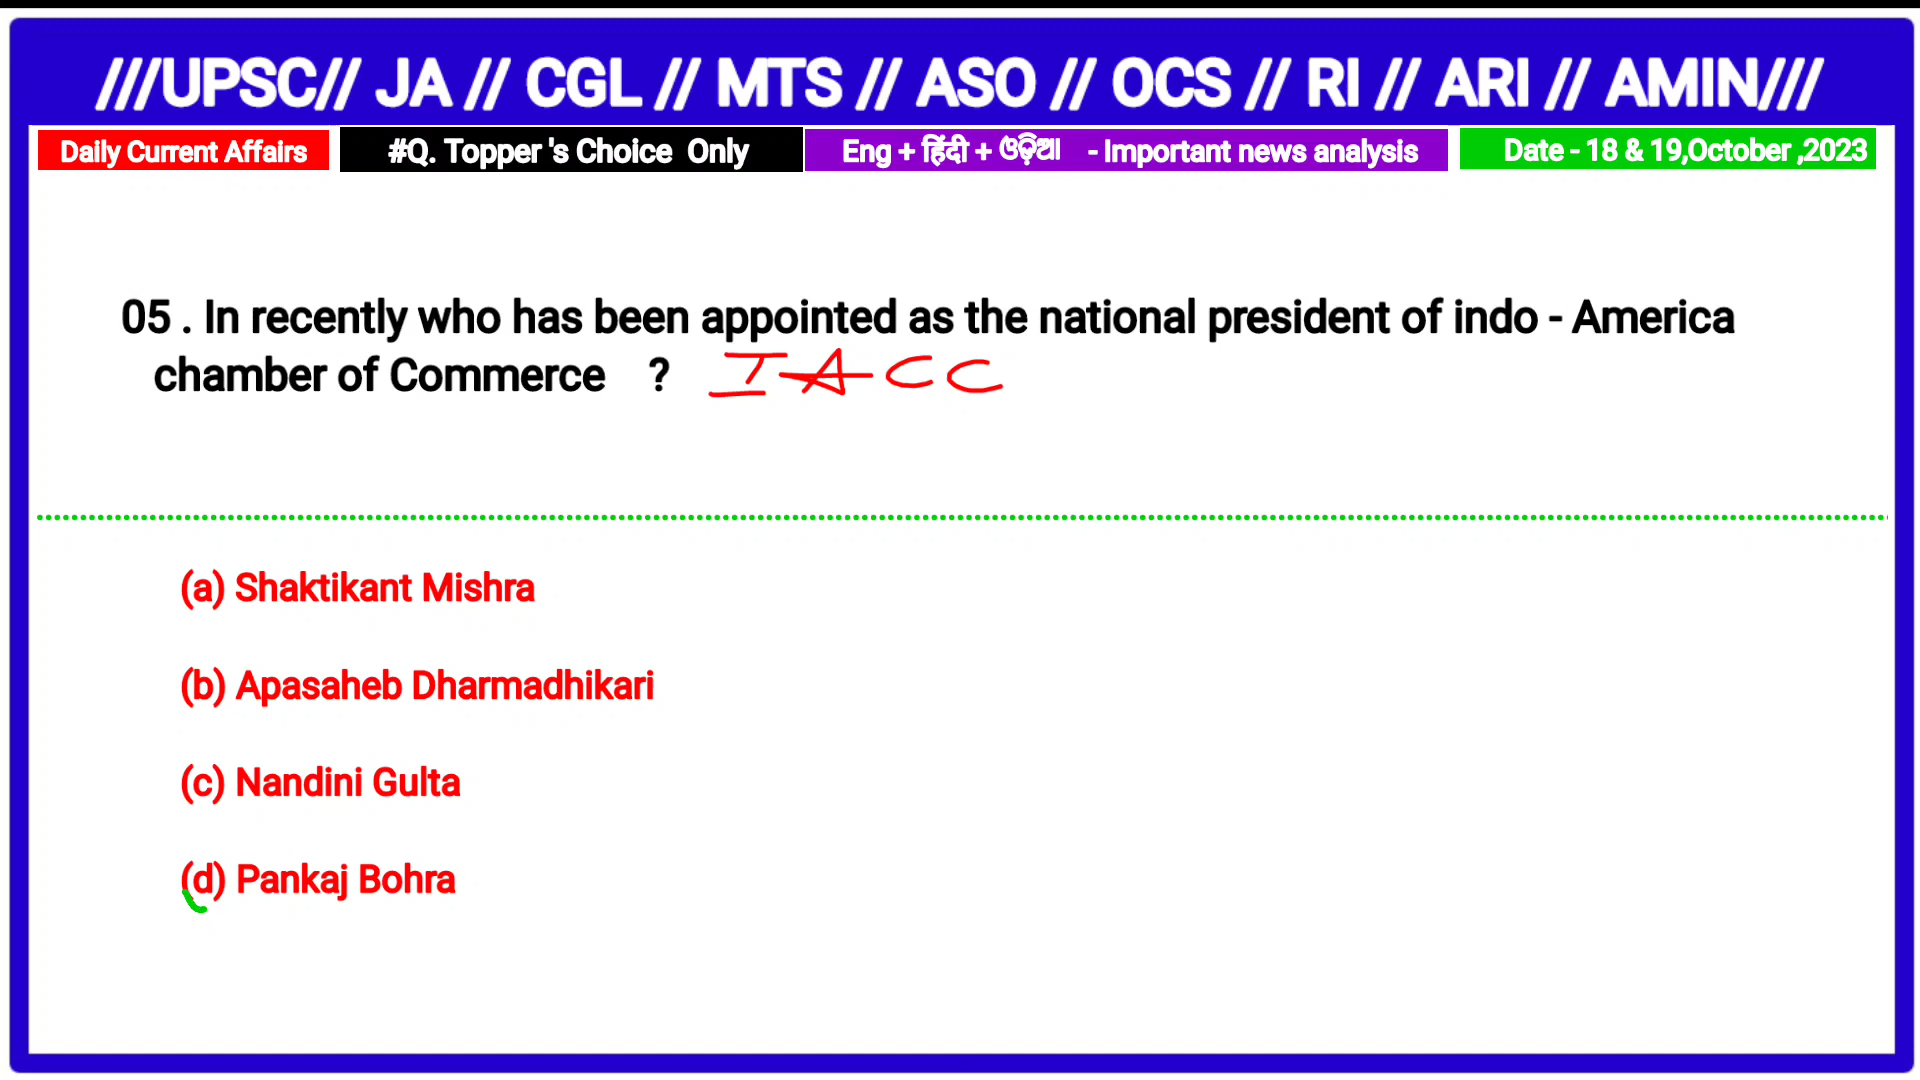 ///UPSC// JA // CGL // MTS // ASO // OCS // RI // ARI // AMIN///
Daily Current Affairs #Q. Topper 's Choice Only Eng + हिंदी + ଓଡ଼ିଆ - Important news analysis Date - 18 & 19,October ,2023
05 . In recently who has been appointed as the national president of indo - America
chamber of Commerce ? IACC
(a) Shaktikant Mishra
(b) Apasaheb Dharmadhikari
(c) Nandini Gulta
(d) Pankaj Bohra